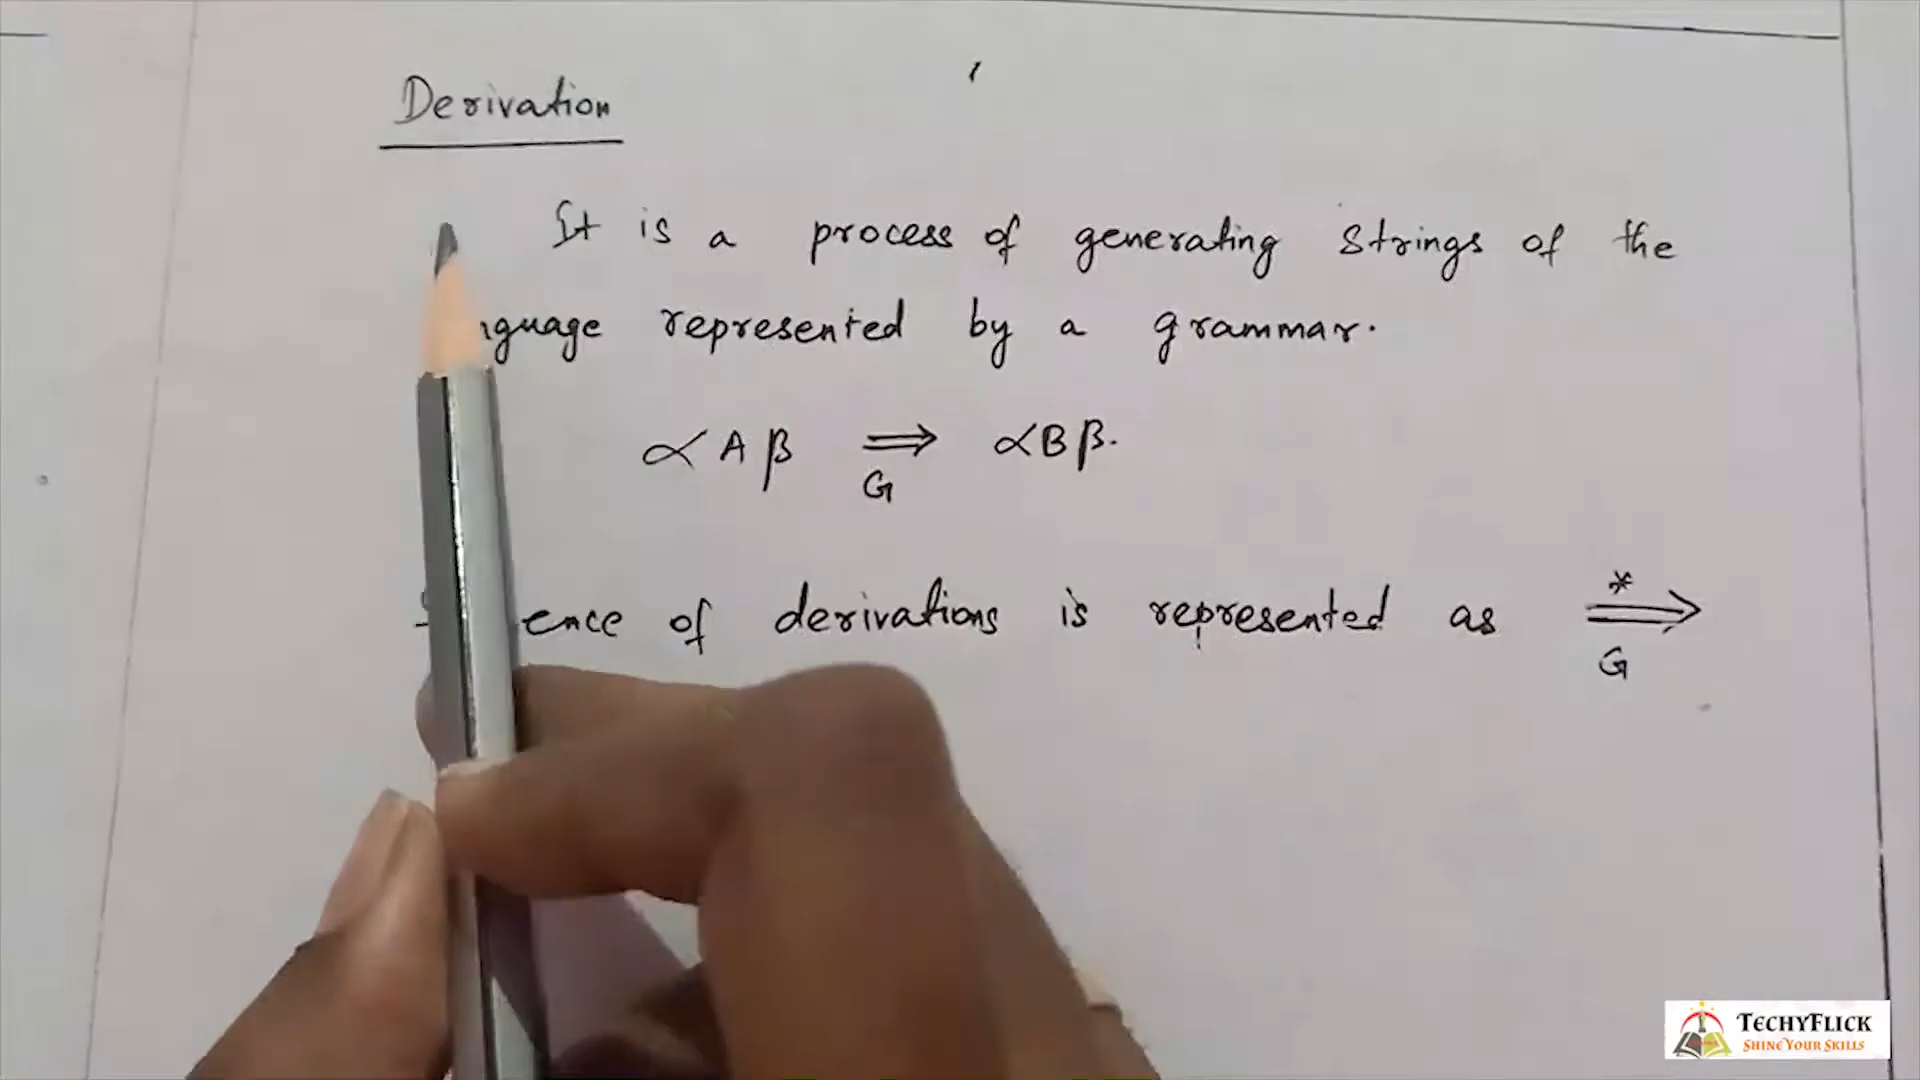 Derivation
It is a process of generating strings of the
nguage represented by a grammar.
αAβ ⇒ αBβ.
G
ence of derivations is represented as *⇒
G
TECHYFLICK
SHINE YOUR SKILLS